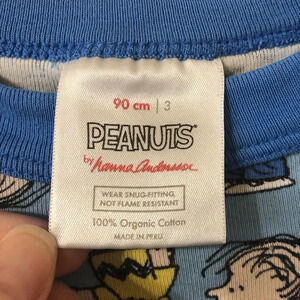 90 cm | 3
PEANUTS
by hanna Andersson
WEAR SNUG-FITTING,
NOT FLAME RESISTANT
100% Organic Cotton
MADE IN PERU